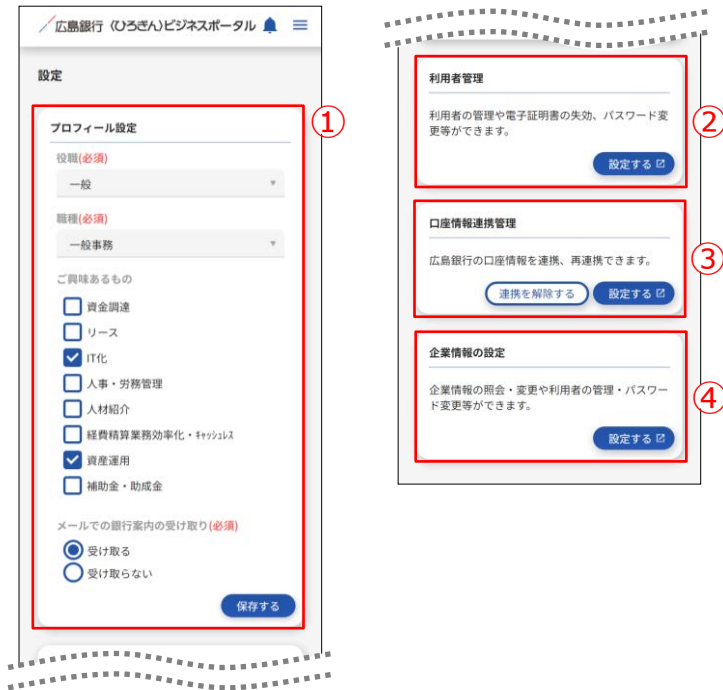 広島銀行 〈ひろぎん〉ビジネスポータル
設定
プロフィール設定
①
役職(必須)
一般
職種(必須)
一般事務
ご興味あるもの
資金調達
リース
IT化
人事・労務管理
人材紹介
経費精算業務効率化・ｷｬｯｼｭﾚｽ
資産運用
補助金・助成金
メールでの銀行案内の受け取り(必須)
受け取る
受け取らない
保存する
利用者管理
②
利用者の管理や電子証明書の失効、パスワード変
更等ができます。
設定する
口座情報連携管理
③
広島銀行の口座情報を連携、再連携できます。
連携を解除する 設定する
企業情報の設定
④
企業情報の照会・変更や利用者の管理・パスワー
ド変更等ができます。
設定する